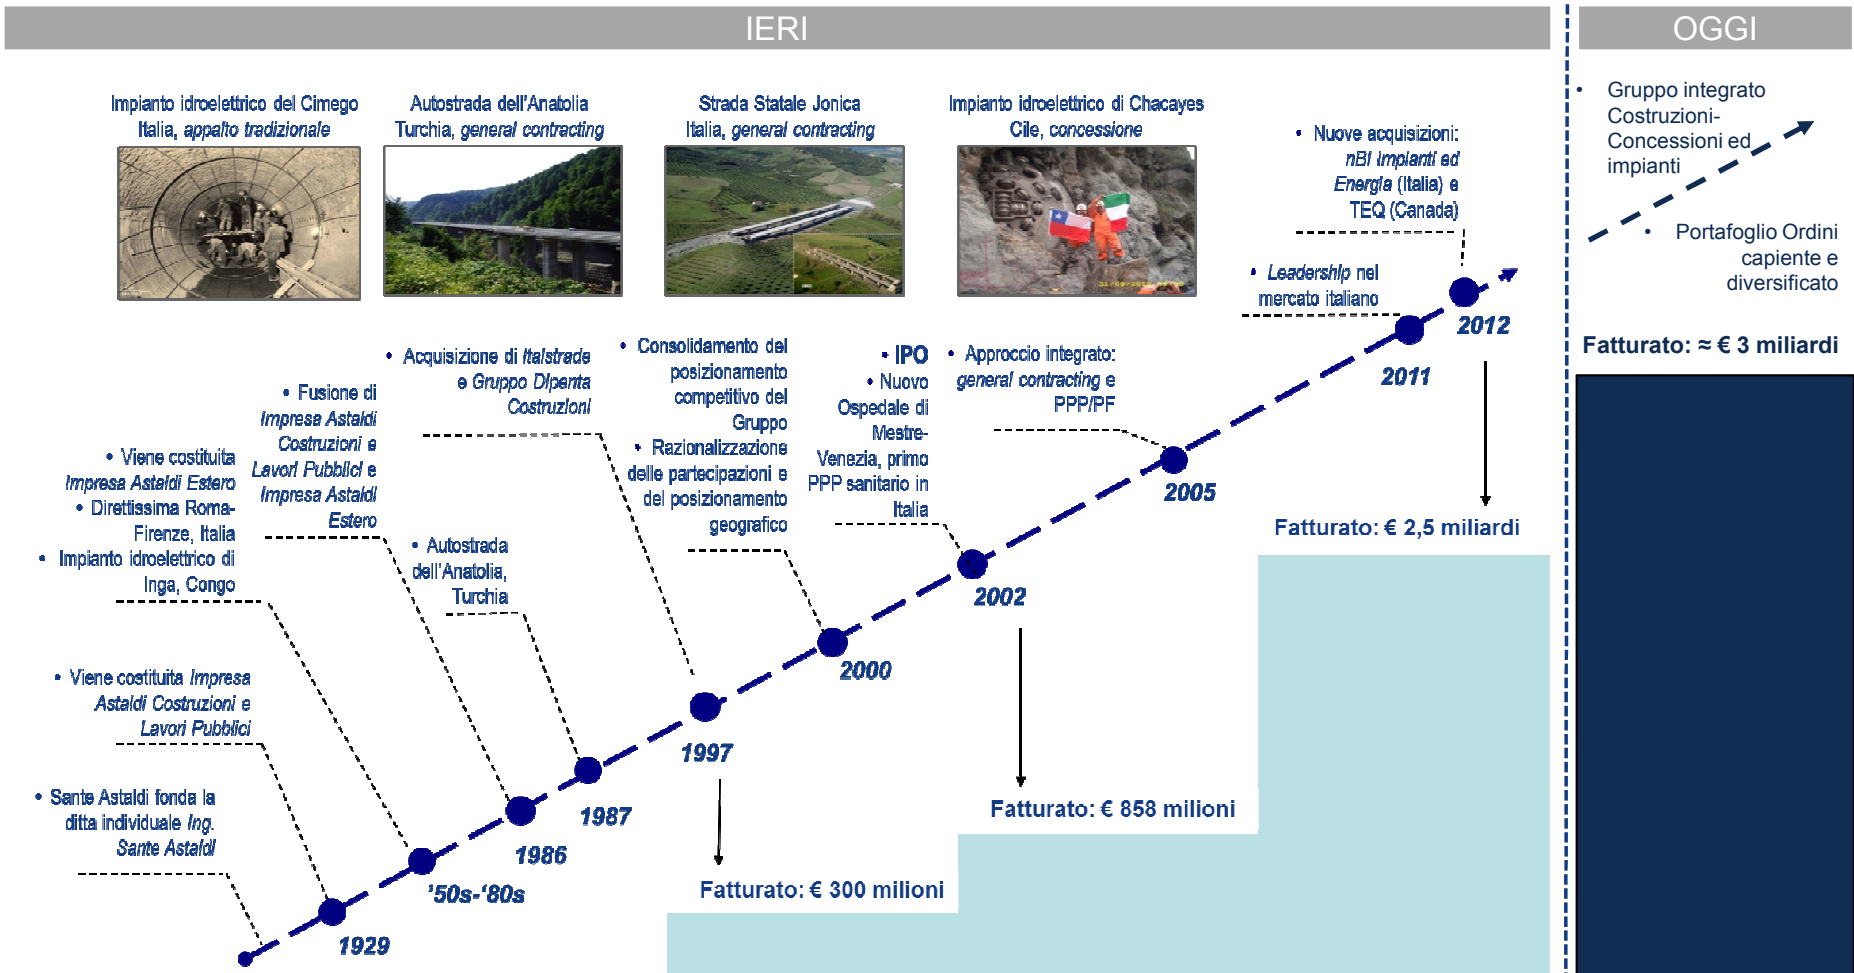 IERI
OGGI
Impianto idroelettrico del Cimego
Italia, appalto tradizionale
Autostrada dell'Anatolia
Turchia, general contracting
Strada Statale Jonica
Italia, general contracting
Impianto idroelettrico di Chacayes
Cile, concessione
• Nuove acquisizioni:
nBI Impianti ed
Energia (Italia) e
TEQ (Canada)
• Leadership nel
mercato italiano
2012
2011
• Approccio integrato:
general contracting e
PPP/PF
2005
Fatturato: € 2,5 miliardi
• IPO
• Nuovo
Ospedale di
Mestre-
Venezia, primo
PPP sanitario in
Italia
2002
Fatturato: € 858 milioni
• Consolidamento del
posizionamento
competitivo del
Gruppo
• Razionalizzazione
delle partecipazioni e
del posizionamento
geografico
2000
• Acquisizione di Italstrade
e Gruppo Dipenta
Costruzioni
1997
Fatturato: € 300 milioni
• Autostrada
dell'Anatolia,
Turchia
1987
• Fusione di
Impresa Astaldi
Costruzioni e
Lavori Pubblici e
Impresa Astaldi
Estero
1986
• Viene costituita
Impresa Astaldi Estero
• Direttissima Roma-
Firenze, Italia
• Impianto idroelettrico di
Inga, Congo
'50s-'80s
• Viene costituita Impresa
Astaldi Costruzioni e
Lavori Pubblici
1929
• Sante Astaldi fonda la
ditta individuale Ing.
Sante Astaldi
• Gruppo integrato
Costruzioni-
Concessioni ed
impianti
• Portafoglio Ordini
capiente e
diversificato
Fatturato: ≈ € 3 miliardi